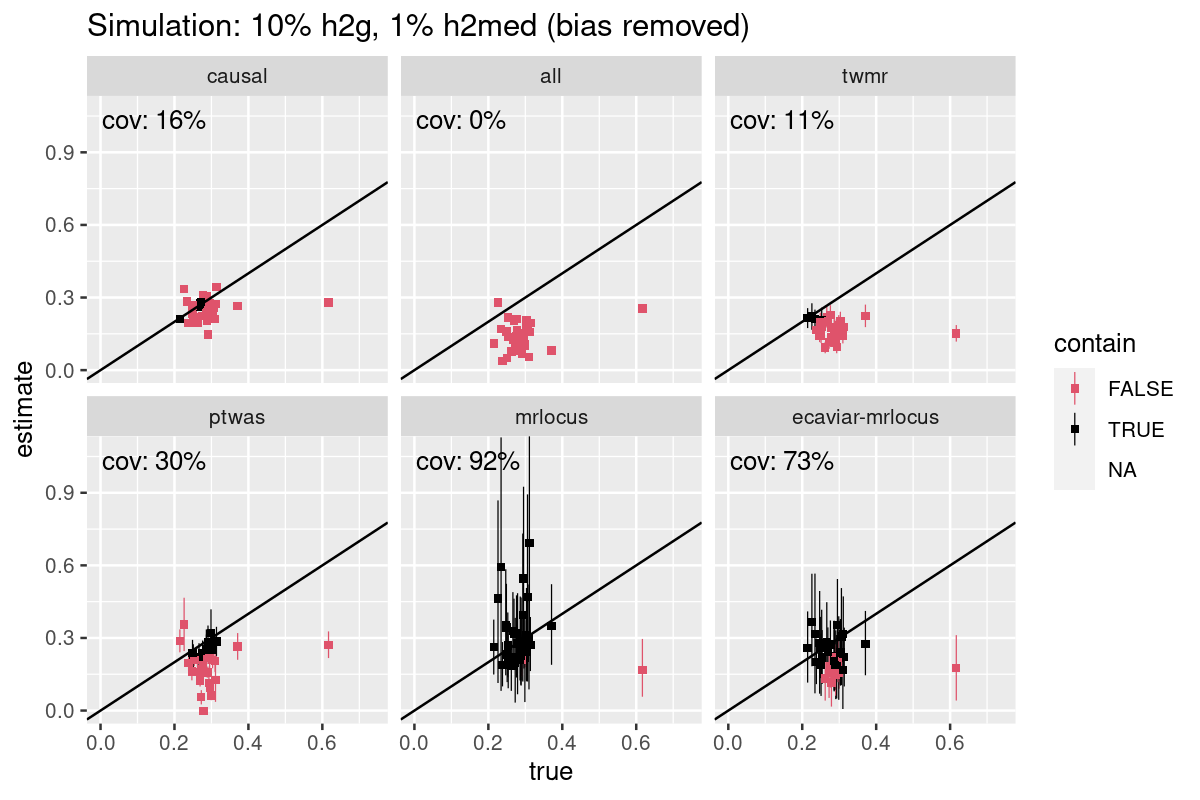 Simulation: 10% h2g, 1% h2med (bias removed)
causal
all
twmr
cov: 16%
cov: 0%
cov: 11%
0.9
0.6
0.3
0.0
ptwas
mrlocus
ecaviar-mrlocus
cov: 30%
cov: 92%
cov: 73%
0.9
0.6
0.3
0.0
0.0 0.2 0.4 0.6
0.0 0.2 0.4 0.6
0.0 0.2 0.4 0.6
true
estimate
contain
FALSE
TRUE
NA